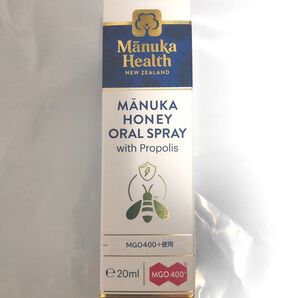 Mānuka
Health
NEW ZEALAND
MĀNUKA
HONEY
ORAL SPRAY
with Propolis
MGO400+使用
℮20ml
MGO 400+